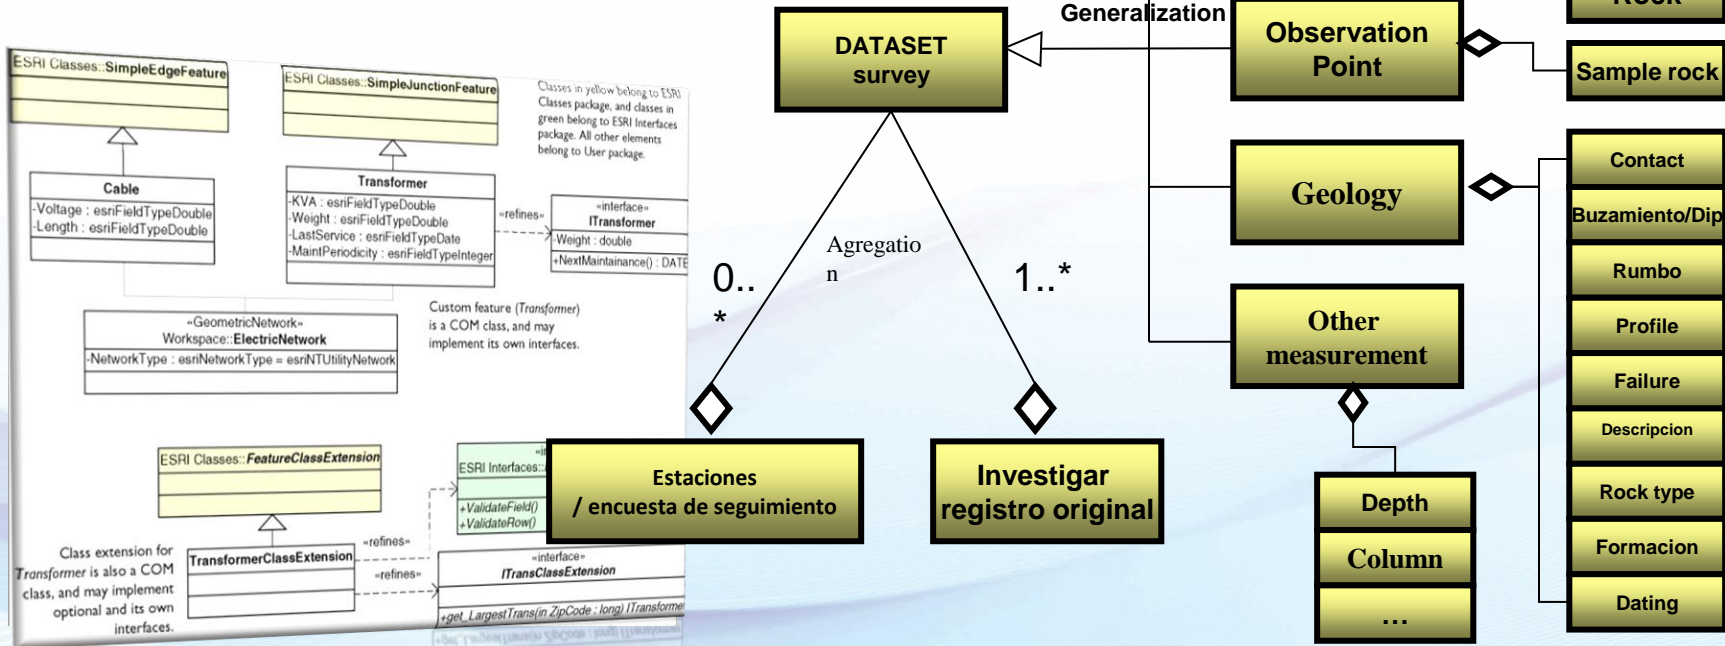 ESRI Classes::SimpleEdgeFeature
ESRI Classes::SimpleJunctionFeature
Classes in yellow belong to ESRI
Classes package, and classes in
green belong to ESRI Interfaces
package. All other elements
belong to User package.
Cable
-Voltage : esriFieldTypeDouble
-Length : esriFieldTypeDouble
Transformer
-KVA : esriFieldTypeDouble
-Weight : esriFieldTypeDouble
-LastService : esriFieldTypeDate
-MaintPeriodicity : esriFieldTypeInteger
«refines»
«interface»
ITransformer
-Weight : double
+NextMaintainance() : DATE
«GeometricNetwork»
Workspace::ElectricNetwork
-NetworkType : esriNetworkType = esriNTUtilityNetwork
Custom feature (Transformer)
is a COM class, and may
implement its own interfaces.
ESRI Classes::FeatureClassExtension
ESRI Interfaces::
+ValidateField()
+ValidateRow()
Class extension for
Transformer is also a COM
class, and may implement
optional and its own
interfaces.
TransformerClassExtension
«refines»
«refines»
«interface»
ITransClassExtension
+get_LargestTrans(in ZipCode : long) ITransformer
DATASET
survey
Generalization
Agregatio
n
0..
*
1..*
Estaciones
/ encuesta de seguimiento
Investigar
registro original
Observation
Point
Geology
Other
measurement
Depth
Column
...
Rock
Sample rock
Contact
Buzamiento/Dip
Rumbo
Profile
Failure
Descripcion
Rock type
Formacion
Dating